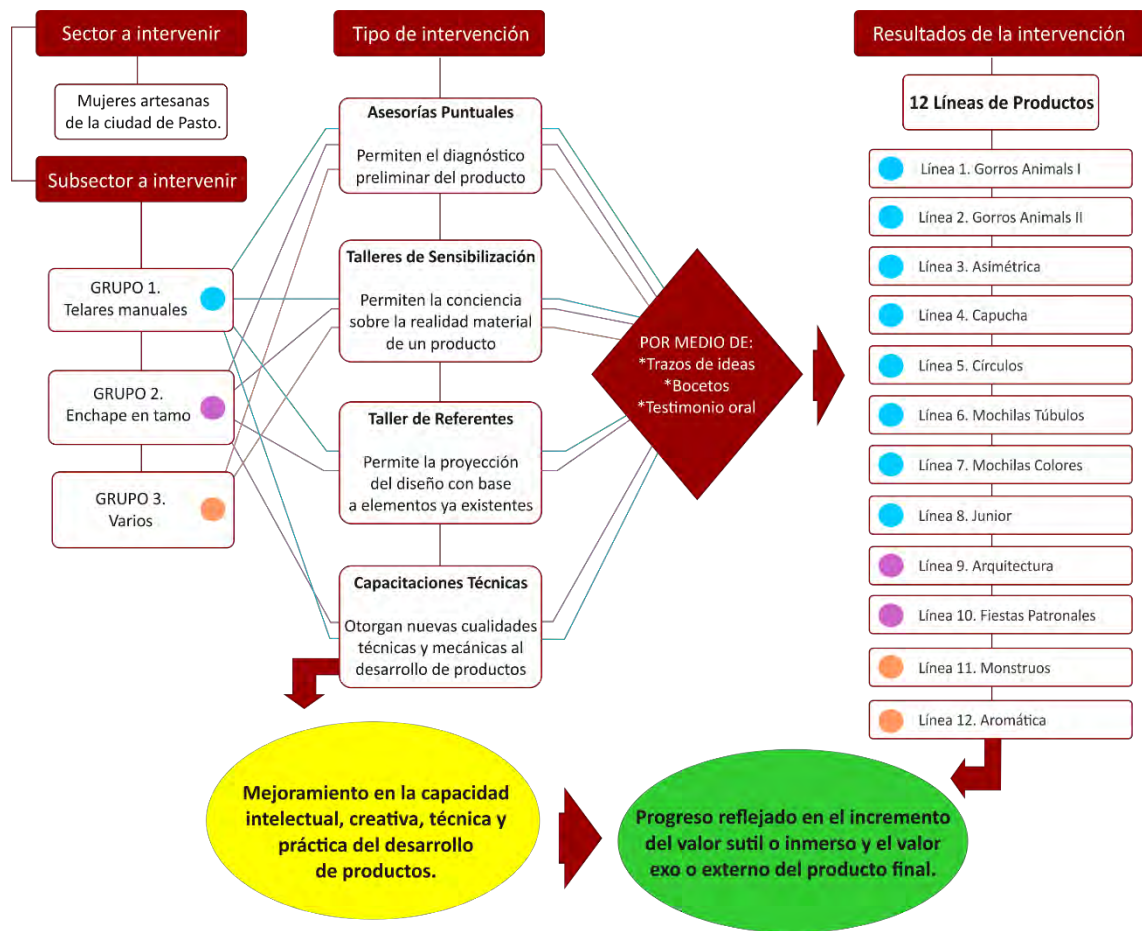 Sector a intervenir
Mujeres artesanas
de la ciudad de Pasto.
Subsector a intervenir
GRUPO 1.
Telares manuales
GRUPO 2.
Enchape en tamo
GRUPO 3.
Varios
Tipo de intervención
Asesorías Puntuales
Permiten el diagnóstico
preliminar del producto
Talleres de Sensibilización
Permiten la conciencia
sobre la realidad material
de un producto
Taller de Referentes
Permite la proyección
del diseño con base
a elementos ya existentes
Capacitaciones Técnicas
Otorgan nuevas cualidades
técnicas y mecánicas al
desarrollo de productos
POR MEDIO DE:
*Trazos de ideas
*Bocetos
*Testimonio oral
Resultados de la intervención
12 Líneas de Productos
Línea 1. Gorros Animals I
Línea 2. Gorros Animals II
Línea 3. Asimétrica
Línea 4. Capucha
Línea 5. Círculos
Línea 6. Mochilas Túbulos
Línea 7. Mochilas Colores
Línea 8. Junior
Línea 9. Arquitectura
Línea 10. Fiestas Patronales
Línea 11. Monstruos
Línea 12. Aromática
Mejoramiento en la capacidad
intelectual, creativa, técnica y
práctica del desarrollo
de productos.
Progreso reflejado en el incremento
del valor sutil o inmerso y el valor
exo o externo del producto final.